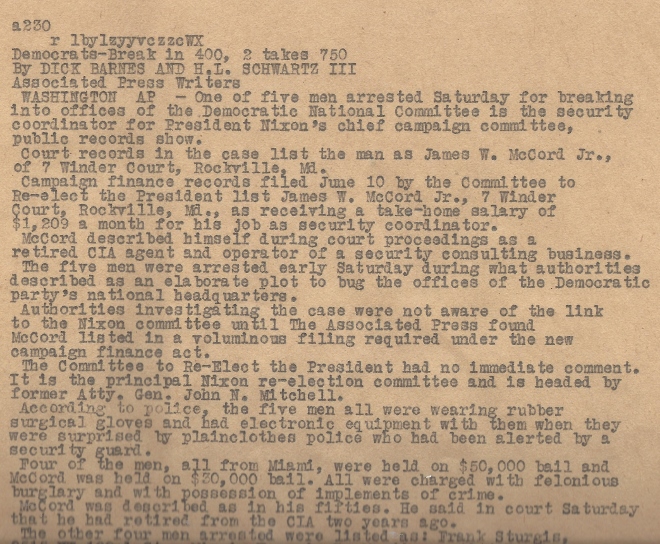 a230
r lbylzyyvczzcWX
Democrats-Break in 400, 2 takes 750
By DICK BARNES AND H.L. SCHWARTZ III
Associated Press Writers
WASHINGTON AP - One of five men arrested Saturday for breaking
into offices of the Democratic National Committee is the security
coordinator for President Nixon's chief campaign committee,
public records show.
Court records in the case list the man as James W. McCord Jr.,
of 7 Winder Court, Rockville, Md.
Campaign finance records filed June 10 by the Committee to
Re-elect the President list James W. McCord Jr., 7 Winder
Court, Rockville, Md., as receiving a take-home salary of
$1,209 a month for his job as security coordinator.
McCord described himself during court proceedings as a
retired CIA agent and operator of a security consulting business.
The five men were arrested early Saturday during what authorities
described as an elaborate plot to bug the offices of the Democratic
party's national headquarters.
Authorities investigating the case were not aware of the link
to the Nixon committee until The Associated Press found
McCord listed in a voluminous filing required under the new
campaign finance act.
The Committee to Re-Elect the President had no immediate comment.
It is the principal Nixon re-election committee and is headed by
former Atty. Gen. John N. Mitchell.
According to police, the five men all were wearing rubber
surgical gloves and had electronic equipment with them when they
were surprised by plainclothes police who had been alerted by a
security guard.
Four of the men, all from Miami, were held on $50,000 bail and
McCord was held on $30,000 bail. All were charged with felonious
burglary and with possession of implements of crime.
McCord was described as in his fifties. He said in court Saturday
that he had retired from the CIA two years ago.
The other four men arrested were listed as: Frank Sturgis,